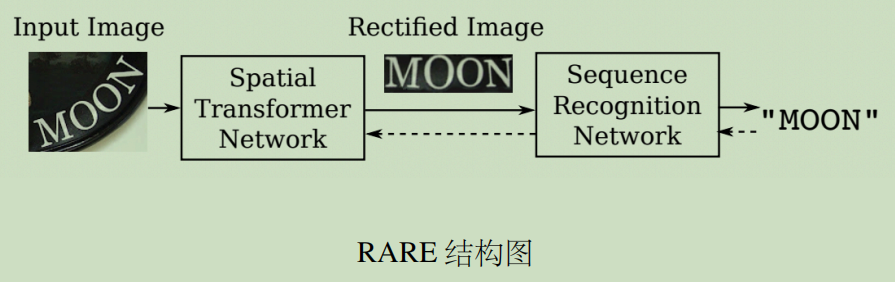 Input Image
MOON
Spatial
Transformer
Network
Rectified Image
MOON
Sequence
Recognition
Network
"MOON"
RARE 结构图